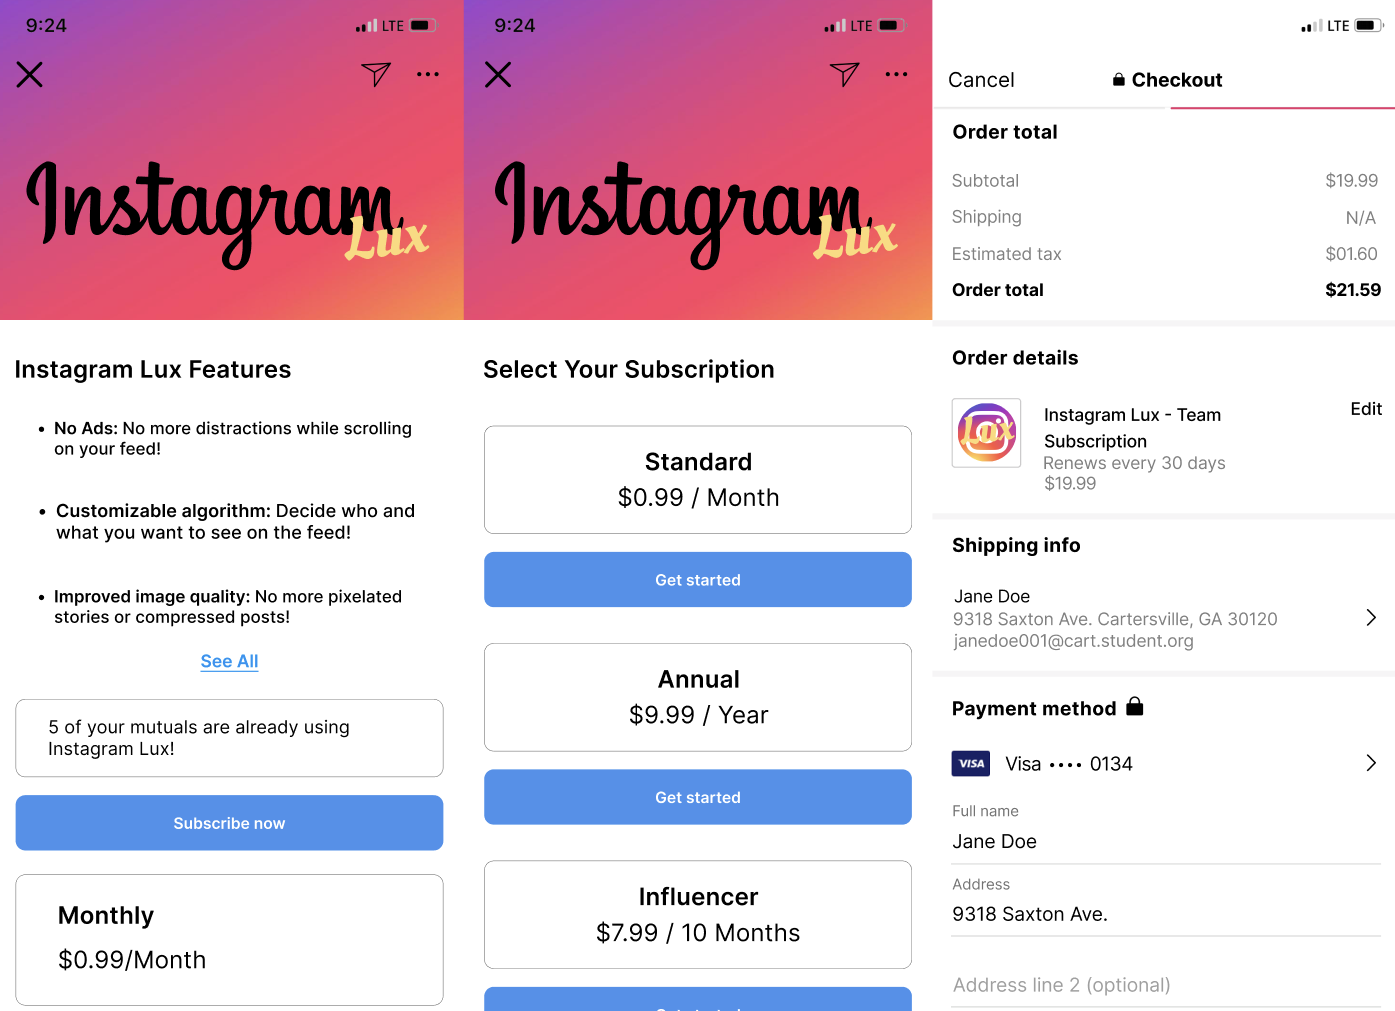 9:24
LTE
Instagram
Lux
Instagram Lux Features
• No Ads: No more distractions while scrolling
on your feed!
• Customizable algorithm: Decide who and
what you want to see on the feed!
• Improved image quality: No more pixelated
stories or compressed posts!
See All
5 of your mutuals are already using
Instagram Lux!
Subscribe now
Monthly
$0.99/Month
9:24
LTE
Instagram
Lux
Select Your Subscription
Standard
$0.99 / Month
Get started
Annual
$9.99 / Year
Get started
Influencer
$7.99 / 10 Months
LTE
Cancel
Checkout
Order total
Subtotal $19.99
Shipping N/A
Estimated tax $01.60
Order total $21.59
Order details
Lux
Instagram Lux - Team
Edit
Subscription
Renews every 30 days
$19.99
Shipping info
Jane Doe
9318 Saxton Ave. Cartersville, GA 30120
janedoe001@cart.student.org
Payment method
VISA Visa •••• 0134
Full name
Jane Doe
Address
9318 Saxton Ave.
Address line 2 (optional)